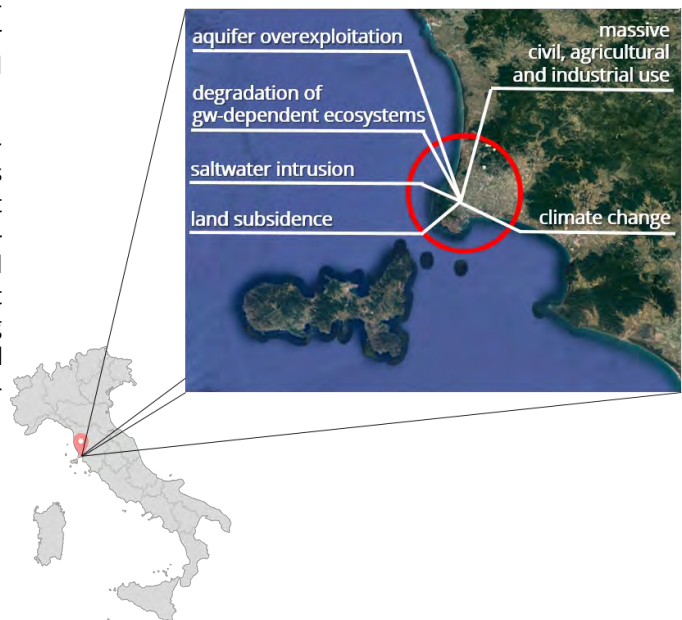 aquifer overexploitation
degradation of
gw-dependent ecosystems
saltwater intrusion
land subsidence
massive
civil, agricultural
and industrial use
climate change